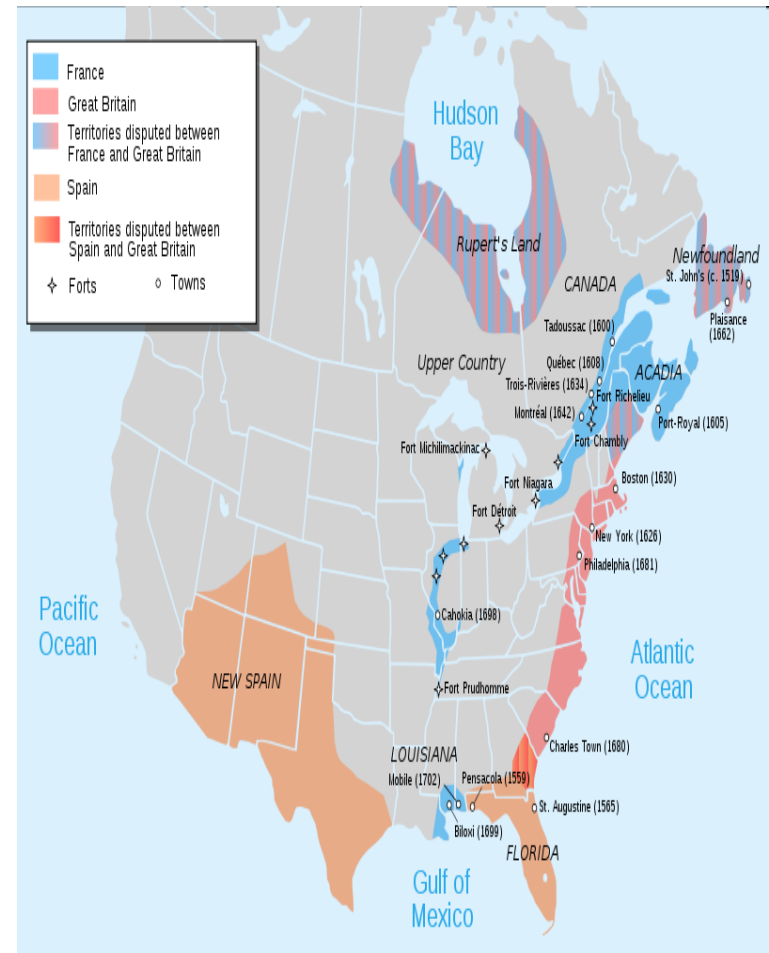 France
Great Britain
Territories disputed between
France and Great Britain
Spain
Territories disputed between
Spain and Great Britain
Forts
Towns
Hudson
Bay
Rupert's Land
Newfoundland
St. John's (c. 1519)
CANADA
Plaisance
(1662)
Tadoussac (1600)
Upper Country
Québec (1608)
ACADIA
Trois-Rivières (1634)
Fort Richelieu
Montréal (1642)
Port-Royal (1605)
Fort Chambly
Fort Michilimackinac
Fort Niagara
Boston (1630)
Fort Détroit
New York (1626)
Philadelphia (1681)
Pacific
Ocean
Cahokia (1698)
Atlantic
Ocean
NEW SPAIN
Fort Prudhomme
Charles Town (1680)
LOUISIANA
Mobile (1702)
Pensacola (1559)
St. Augustine (1565)
Biloxi (1699)
FLORIDA
Gulf of
Mexico